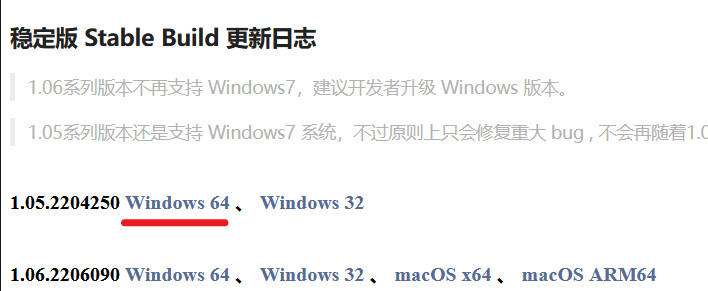 稳定版 Stable Build 更新日志
1.06系列版本不再支持 Windows7，建议开发者升级 Windows 版本。
1.05系列版本还是支持 Windows7 系统，不过原则上只会修复重大 bug , 不会再随着1.0
1.05.2204250 Windows 64 、 Windows 32
1.06.2206090 Windows 64 、 Windows 32 、 macOS x64 、 macOS ARM64